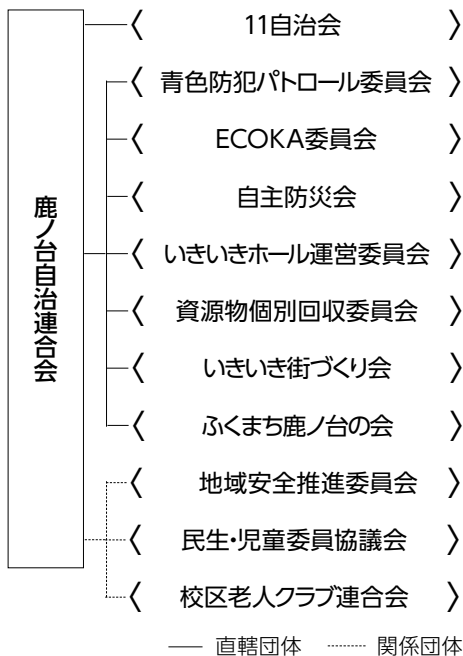 鹿ノ台自治連合会
11自治会
青色防犯パトロール委員会
ECOKA委員会
自主防災会
いきいきホール運営委員会
資源物個別回収委員会
いきいき街づくり会
ふくまち鹿ノ台の会
地域安全推進委員会
民生・児童委員協議会
校区老人クラブ連合会
直轄団体 関係団体